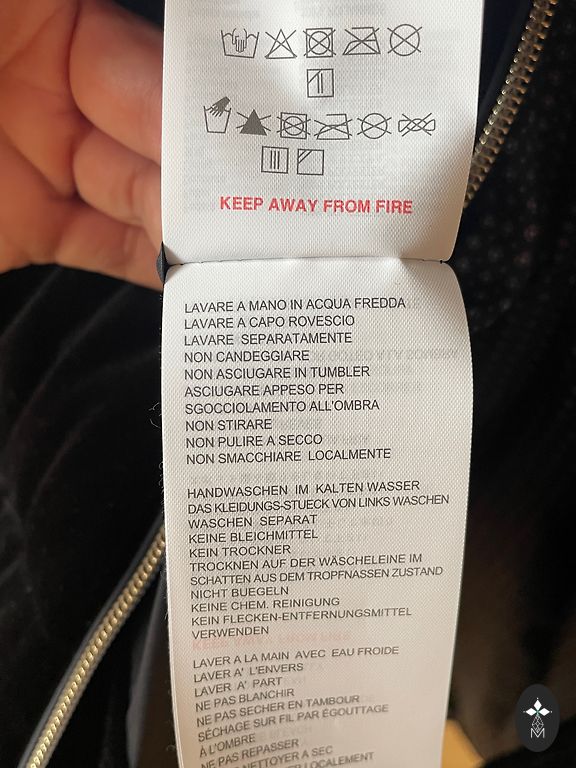 KEEP AWAY FROM FIRE
LAVARE A MANO IN ACQUA FREDDA
LAVARE A CAPO ROVESCIO
LAVARE SEPARATAMENTE
NON CANDEGGIARE
NON ASCIUGARE IN TUMBLER
ASCIUGARE APPESO PER
SGOCCIOLAMENTO ALL'OMBRA
NON STIRARE
NON PULIRE A SECCO
NON SMACCHIARE LOCALMENTE
HANDWASCHEN IM KALTEN WASSER
DAS KLEIDUNGS-STUECK VON LINKS WASCHEN
WASCHEN SEPARAT
KEINE BLEICHMITTEL
KEIN TROCKNER
TROCKNEN AUF DER WÄSCHELEINE IM
SCHATTEN AUS DEM TROPFNASSEN ZUSTAND
NICHT BUEGELN
KEINE CHEM. REINIGUNG
KEIN FLECKEN-ENTFERNUNGSMITTEL
VERWENDEN
LAVER A LA MAIN AVEC EAU FROIDE
LAVER A' L'ENVERS
LAVER A' PART
NE PAS BLANCHIR
NE PAS SECHER EN TAMBOUR
SÉCHAGE SUR FIL PAR ÉGOUTTAGE
À L'OMBRE
NE PAS REPASSER
NETTOYER A SEC
LOCALEMENT